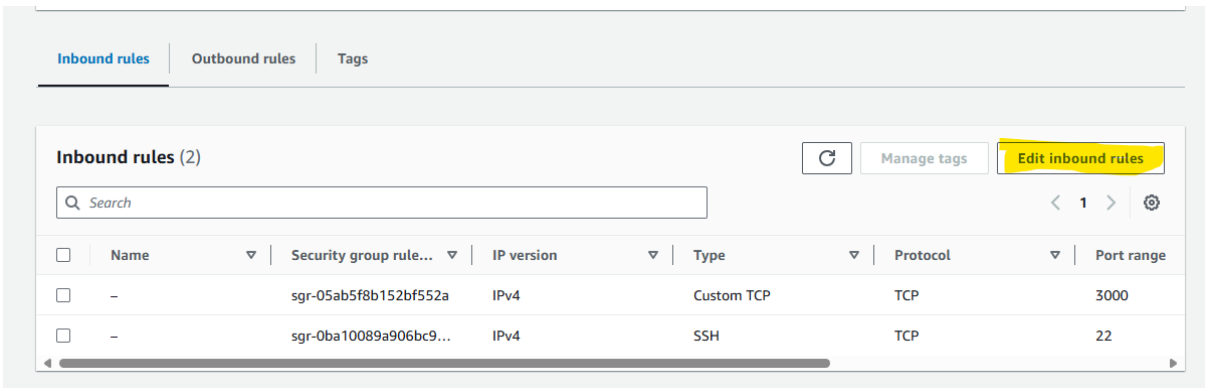 Inbound rules Outbound rules Tags
Inbound rules (2)
Manage tags Edit inbound rules
Search
1
Name Security group rule... IP version Type Protocol Port range
– sgr-05ab5f8b152bf552a IPv4 Custom TCP TCP 3000
– sgr-0ba10089a906bc9... IPv4 SSH TCP 22